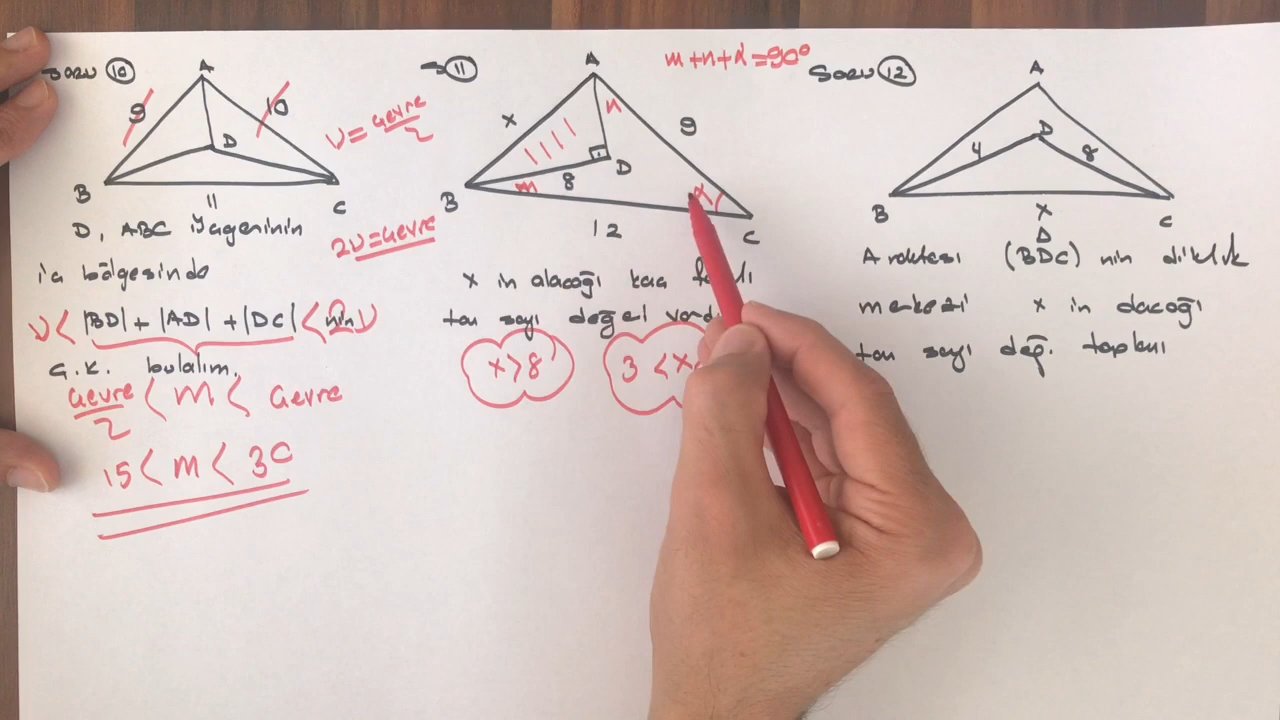 SORU 10
A
9
10
D
B
C
11
D, ABC üçgeninin
iç bölgesinde
u < |BD| + |AD| + |DC| < 2u nin
G.K. bulalım.
Çevre/2 < m < Çevre
15 < m < 30
u = Çevre/2
2u = Çevre
S 11
m+n+α=90°
A
x
n
9
D
8
m
α
B
C
12
x in alacağı kaç
tam sayı değeri
x>8
3 < x
SORU 12
A
D
4
8
B
C
x
A noktası (BDC) nin diklik
merkezi x in alacağı
tam sayı değ. toplamı